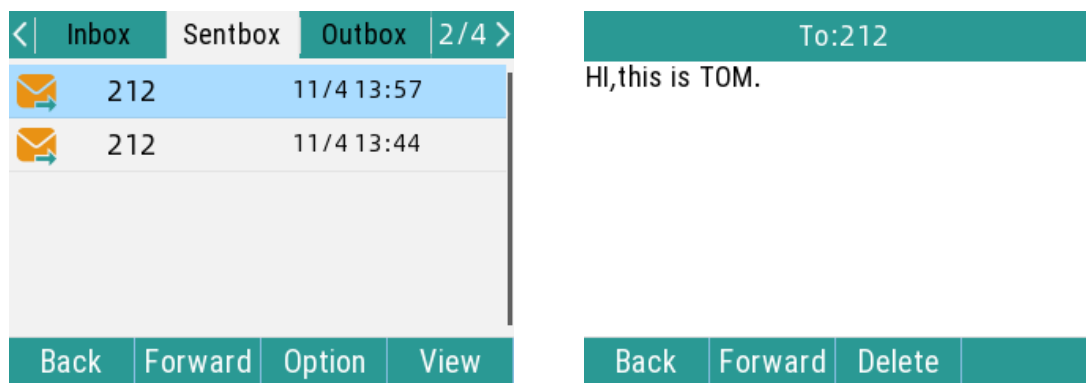 Inbox Sentbox Outbox 2/4
212 11/4 13:57
212 11/4 13:44
Back Forward Option View
To:212
HI,this is TOM.
Back Forward Delete